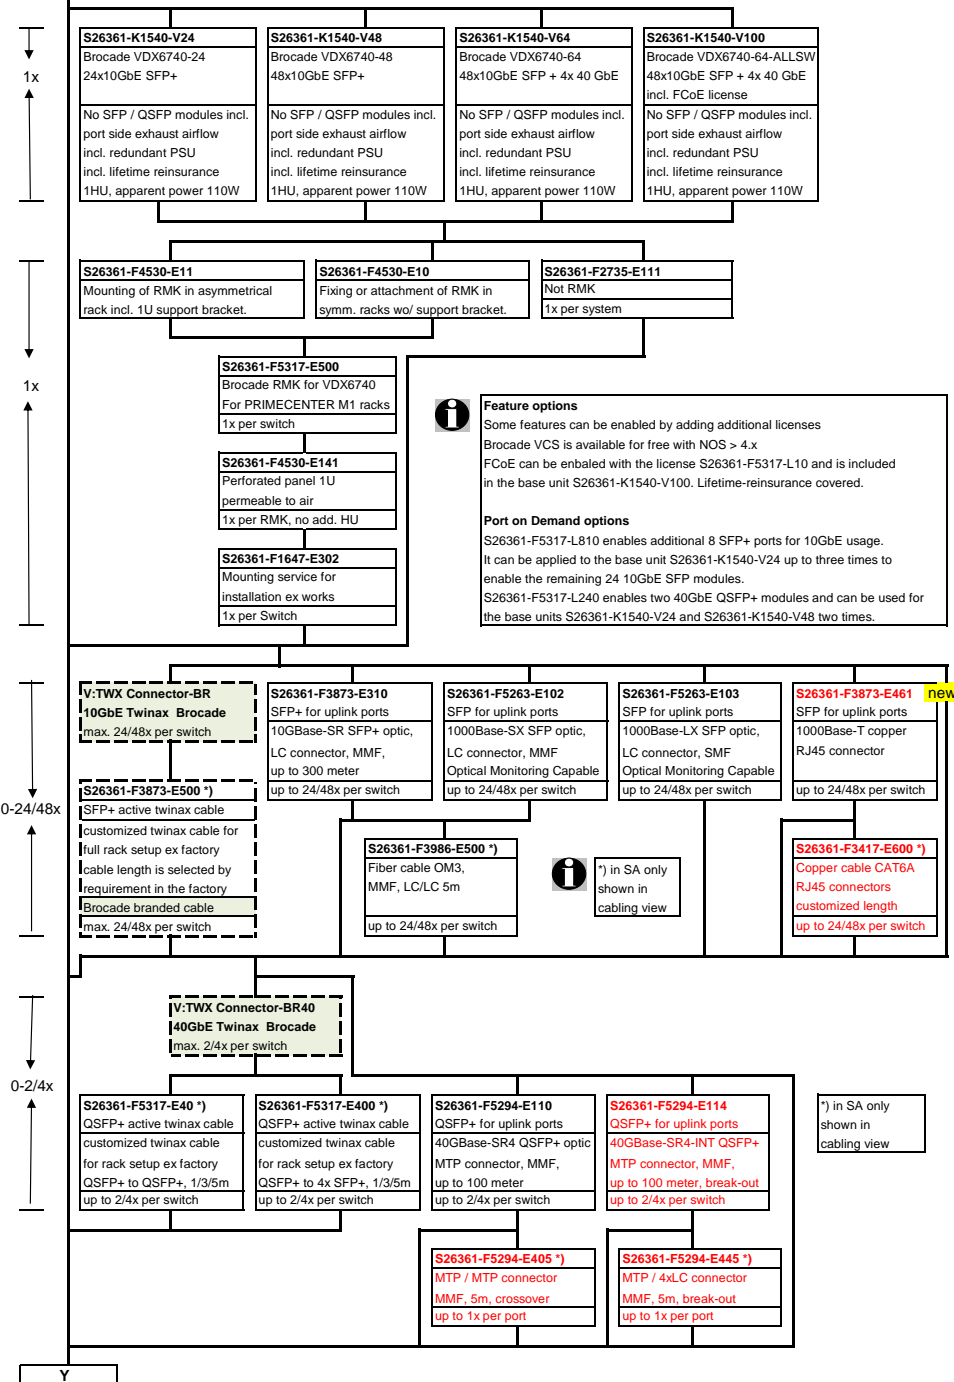 S26361-K1540-V24
Brocade VDX6740-24
24x10GbE SFP+
No SFP / QSFP modules incl.
port side exhaust airflow
incl. redundant PSU
incl. lifetime reinsurance
1HU, apparent power 110W
S26361-K1540-V48
Brocade VDX6740-48
48x10GbE SFP+
No SFP / QSFP modules incl.
port side exhaust airflow
incl. redundant PSU
incl. lifetime reinsurance
1HU, apparent power 110W
S26361-K1540-V64
Brocade VDX6740-64
48x10GbE SFP + 4x 40 GbE
No SFP / QSFP modules incl.
port side exhaust airflow
incl. redundant PSU
incl. lifetime reinsurance
1HU, apparent power 110W
S26361-K1540-V100
Brocade VDX6740-64-ALLSW
48x10GbE SFP + 4x 40 GbE
incl. FCoE license
No SFP / QSFP modules incl.
port side exhaust airflow
incl. redundant PSU
incl. lifetime reinsurance
1HU, apparent power 110W
1x
S26361-F4530-E11
Mounting of RMK in asymmetrical
rack incl. 1U support bracket.
S26361-F4530-E10
Fixing or attachment of RMK in
symm. racks wo/ support bracket.
S26361-F2735-E111
Not RMK
1x per system
1x
S26361-F5317-E500
Brocade RMK for VDX6740
For PRIMECENTER M1 racks
1x per switch
S26361-F4530-E141
Perforated panel 1U
permeable to air
1x per RMK, no add. HU
S26361-F1647-E302
Mounting service for
installation ex works
1x per Switch
Feature options
Some features can be enabled by adding additional licenses
Brocade VCS is available for free with NOS > 4.x
FCoE can be enbaled with the license S26361-F5317-L10 and is included
in the base unit S26361-K1540-V100. Lifetime-reinsurance covered.
Port on Demand options
S26361-F5317-L810 enables additional 8 SFP+ ports for 10GbE usage.
It can be applied to the base unit S26361-K1540-V24 up to three times to
enable the remaining 24 10GbE SFP modules.
S26361-F5317-L240 enables two 40GbE QSFP+ modules and can be used for
the base units S26361-K1540-V24 and S26361-K1540-V48 two times.
V:TWX Connector-BR
10GbE Twinax Brocade
max. 24/48x per switch
S26361-F3873-E310
SFP+ for uplink ports
10GBase-SR SFP+ optic,
LC connector, MMF,
up to 300 meter
up to 24/48x per switch
S26361-F5263-E102
SFP for uplink ports
1000Base-SX SFP optic,
LC connector, MMF
Optical Monitoring Capable
up to 24/48x per switch
S26361-F5263-E103
SFP for uplink ports
1000Base-LX SFP optic,
LC connector, SMF
Optical Monitoring Capable
up to 24/48x per switch
S26361-F3873-E461
new
SFP for uplink ports
1000Base-T copper
RJ45 connector
up to 24/48x per switch
0-24/48x
S26361-F3873-E500 *)
SFP+ active twinax cable
customized twinax cable for
full rack setup ex factory
cable length is selected by
requirement in the factory
Brocade branded cable
max. 24/48x per switch
S26361-F3986-E500 *)
Fiber cable OM3,
MMF, LC/LC 5m
up to 24/48x per switch
*) in SA only
shown in
cabling view
S26361-F3417-E600 *)
Copper cable CAT6A
RJ45 connectors
customized length
up to 24/48x per switch
V:TWX Connector-BR40
40GbE Twinax Brocade
max. 2/4x per switch
0-2/4x
S26361-F5317-E40 *)
QSFP+ active twinax cable
customized twinax cable
for rack setup ex factory
QSFP+ to QSFP+, 1/3/5m
up to 2/4x per switch
S26361-F5317-E400 *)
QSFP+ active twinax cable
customized twinax cable
for rack setup ex factory
QSFP+ to 4x SFP+, 1/3/5m
up to 2/4x per switch
S26361-F5294-E110
QSFP+ for uplink ports
40GBase-SR4 QSFP+ optic
MTP connector, MMF,
up to 100 meter
up to 2/4x per switch
S26361-F5294-E114
QSFP+ for uplink ports
40GBase-SR4-INT QSFP+
MTP connector, MMF,
up to 100 meter, break-out
up to 2/4x per switch
*) in SA only
shown in
cabling view
S26361-F5294-E405 *)
MTP / MTP connector
MMF, 5m, crossover
up to 1x per port
S26361-F5294-E445 *)
MTP / 4xLC connector
MMF, 5m, break-out
up to 1x per port
Y